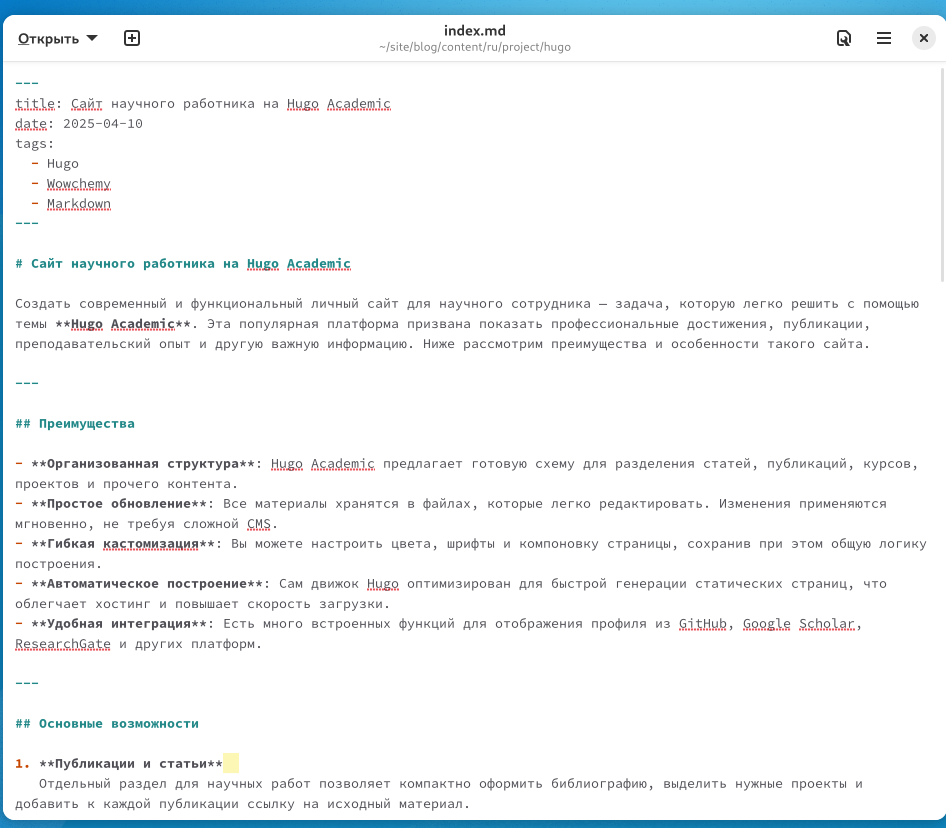 Открыть
index.md
~/site/blog/content/ru/project/hugo
---
title: Сайт научного работника на Hugo Academic
date: 2025-04-10
tags:
  - Hugo
  - Wowchemy
  - Markdown
---
# Сайт научного работника на Hugo Academic
Создать современный и функциональный личный сайт для научного сотрудника — задача, которую легко решить с помощью
темы **Hugo Academic**. Эта популярная платформа призвана показать профессиональные достижения, публикации,
преподавательский опыт и другую важную информацию. Ниже рассмотрим преимущества и особенности такого сайта.
---
## Преимущества
- **Организованная структура**: Hugo Academic предлагает готовую схему для разделения статей, публикаций, курсов,
проектов и прочего контента.
- **Простое обновление**: Все материалы хранятся в файлах, которые легко редактировать. Изменения применяются
мгновенно, не требуя сложной CMS.
- **Гибкая кастомизация**: Вы можете настроить цвета, шрифты и компоновку страницы, сохранив при этом общую логику
построения.
- **Автоматическое построение**: Сам движок Hugo оптимизирован для быстрой генерации статических страниц, что
облегчает хостинг и повышает скорость загрузки.
- **Удобная интеграция**: Есть много встроенных функций для отображения профиля из GitHub, Google Scholar,
ResearchGate и других платформ.
---
## Основные возможности
1. **Публикации и статьи**
   Отдельный раздел для научных работ позволяет компактно оформить библиографию, выделить нужные проекты и
добавить к каждой публикации ссылку на исходный материал.